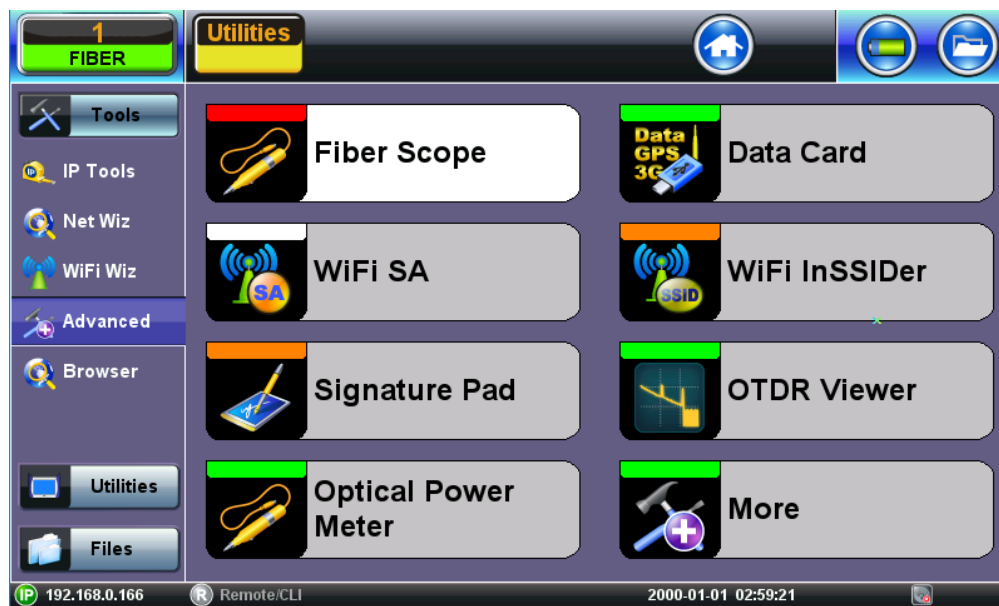 1
FIBER
Utilities
Tools
IP Tools
Net Wiz
WiFi Wiz
Advanced
Browser
Utilities
Files
Fiber Scope
Data
GPS
3G
Data Card
SA
WiFi SA
SSID
WiFi InSSIDer
Signature Pad
OTDR Viewer
Optical Power
Meter
More
IP 192.168.0.166
R Remote/CLI
2000-01-01 02:59:21